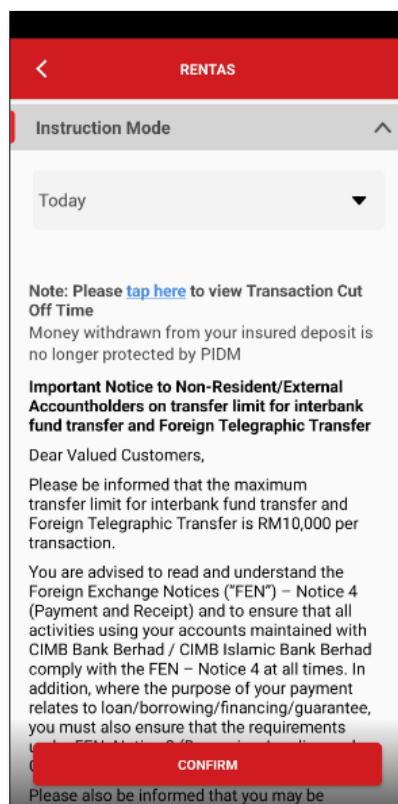 RENTAS
Instruction Mode
Today
Note: Please tap here to view Transaction Cut
Off Time
Money withdrawn from your insured deposit is
no longer protected by PIDM
Important Notice to Non-Resident/External
Accountholders on transfer limit for interbank
fund transfer and Foreign Telegraphic Transfer
Dear Valued Customers,
Please be informed that the maximum
transfer limit for interbank fund transfer and
Foreign Telegraphic Transfer is RM10,000 per
transaction.
You are advised to read and understand the
Foreign Exchange Notices (“FEN”) – Notice 4
(Payment and Receipt) and to ensure that all
activities using your accounts maintained with
CIMB Bank Berhad / CIMB Islamic Bank Berhad
comply with the FEN – Notice 4 at all times. In
addition, where the purpose of your payment
relates to loan/borrowing/financing/guarantee,
you must also ensure that the requirements
CONFIRM
Please also be informed that you may be